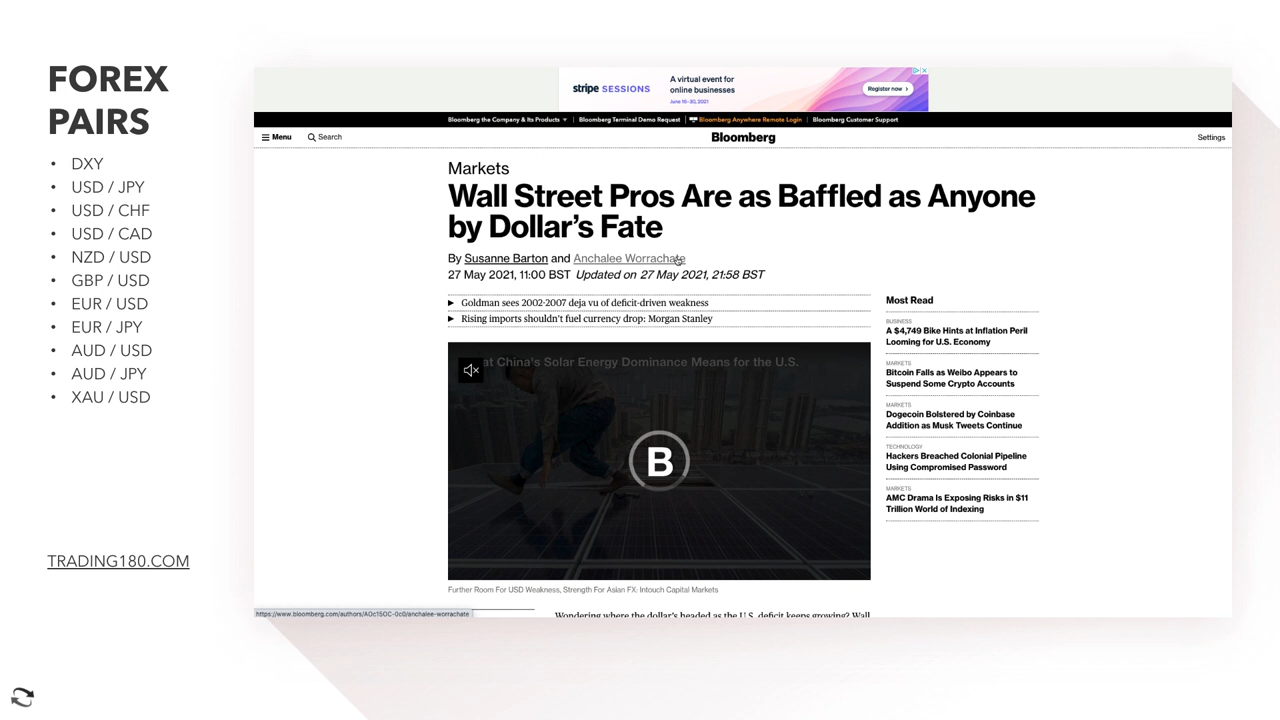 FOREX
PAIRS
• DXY
• USD / JPY
• USD / CHF
• USD / CAD
• NZD / USD
• GBP / USD
• EUR / USD
• EUR / JPY
• AUD / USD
• AUD / JPY
• XAU / USD
TRADING180.COM
stripe SESSIONS
A virtual event for
online businesses
June 16–30, 2021
Register now ›
Bloomberg the Company & Its Products ▾ | Bloomberg Terminal Demo Request | Bloomberg Anywhere Remote Login | Bloomberg Customer Support
Menu
Search
Bloomberg
Settings
Markets
Wall Street Pros Are as Baffled as Anyone
by Dollar’s Fate
By Susanne Barton and Anchalee Worrachate
27 May 2021, 11:00 BST Updated on 27 May 2021, 21:58 BST
▶ Goldman sees 2002-2007 deja vu of deficit-driven weakness
▶ Rising imports shouldn’t fuel currency drop: Morgan Stanley
at China's Solar Energy Dominance Means for the U.S.
B
Further Room For USD Weakness, Strength For Asian FX: Intouch Capital Markets
Wondering where the dollar’s headed as the U.S. deficit keeps growing? Wall
Most Read
BUSINESS
A $4,749 Bike Hints at Inflation Peril
Looming for U.S. Economy
MARKETS
Bitcoin Falls as Weibo Appears to
Suspend Some Crypto Accounts
MARKETS
Dogecoin Bolstered by Coinbase
Addition as Musk Tweets Continue
TECHNOLOGY
Hackers Breached Colonial Pipeline
Using Compromised Password
MARKETS
AMC Drama Is Exposing Risks in $11
Trillion World of Indexing